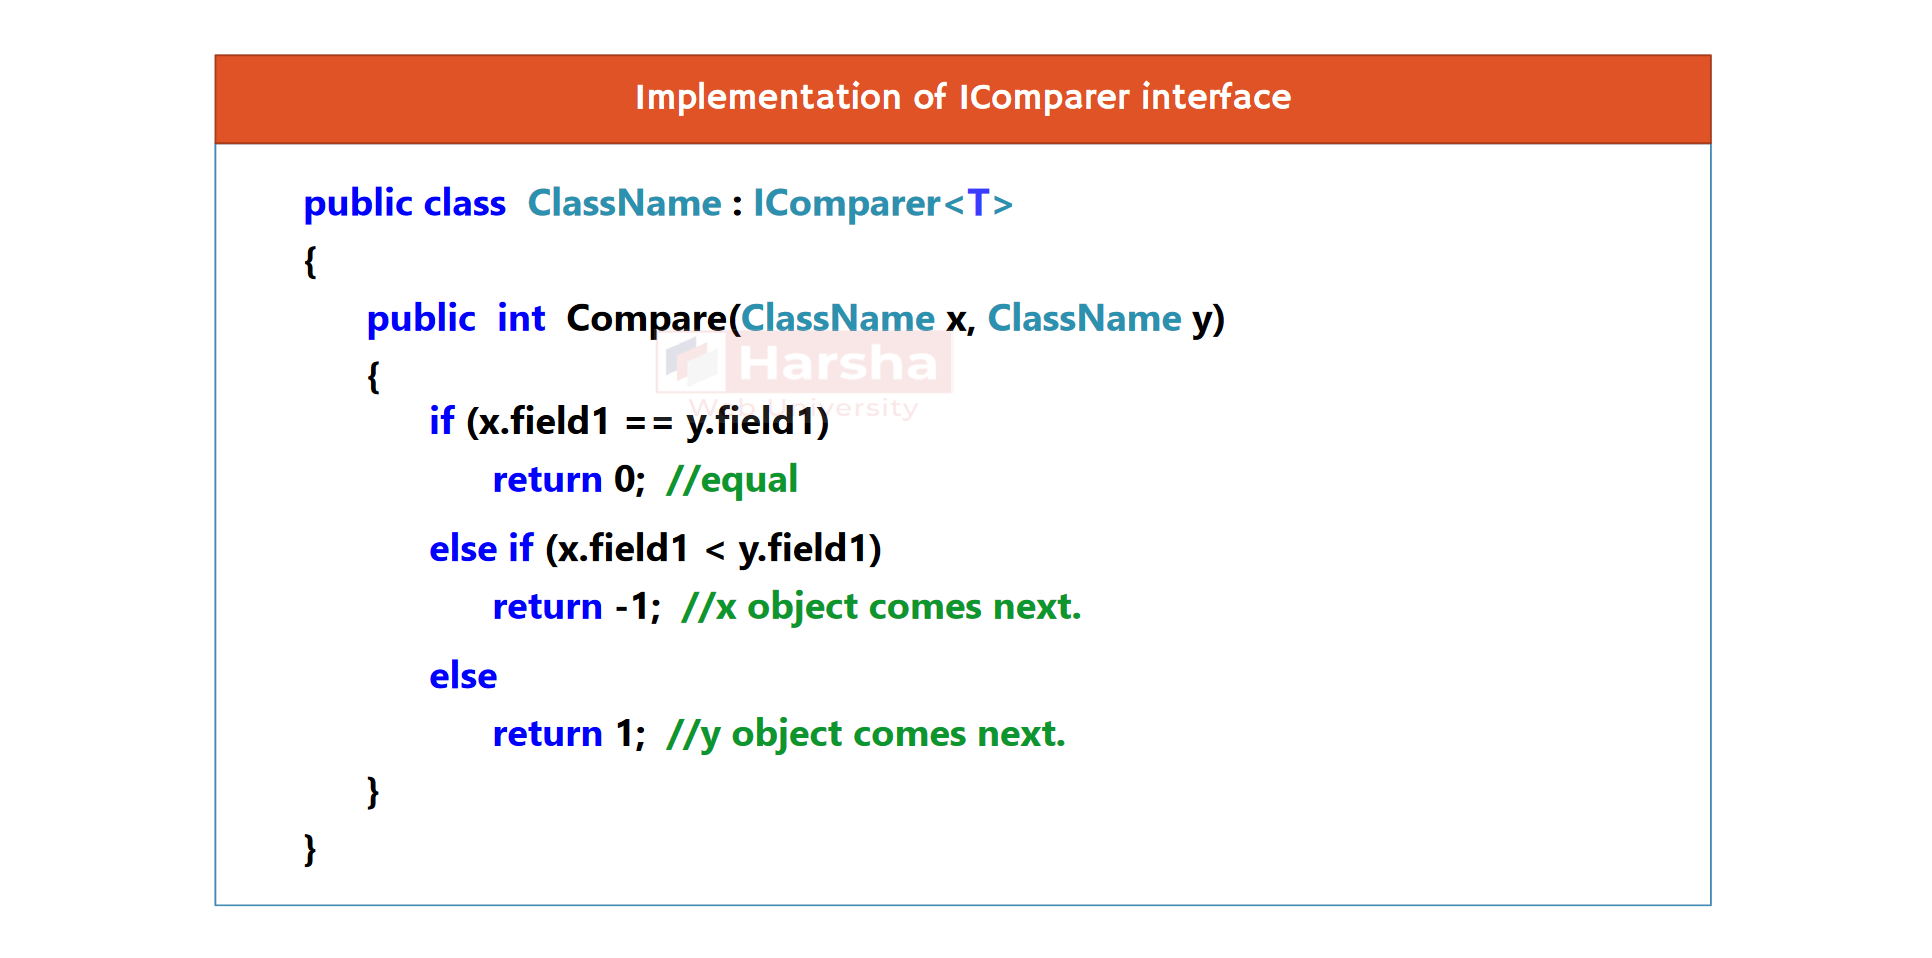 Implementation of IComparer interface
public class ClassName : IComparer<T>
{
public int Compare(ClassName x, ClassName y)
{
Harsha
Web University
if (x.field1 == y.field1)
return 0; //equal
else if (x.field1 < y.field1)
return -1; //x object comes next.
else
return 1; //y object comes next.
}
}